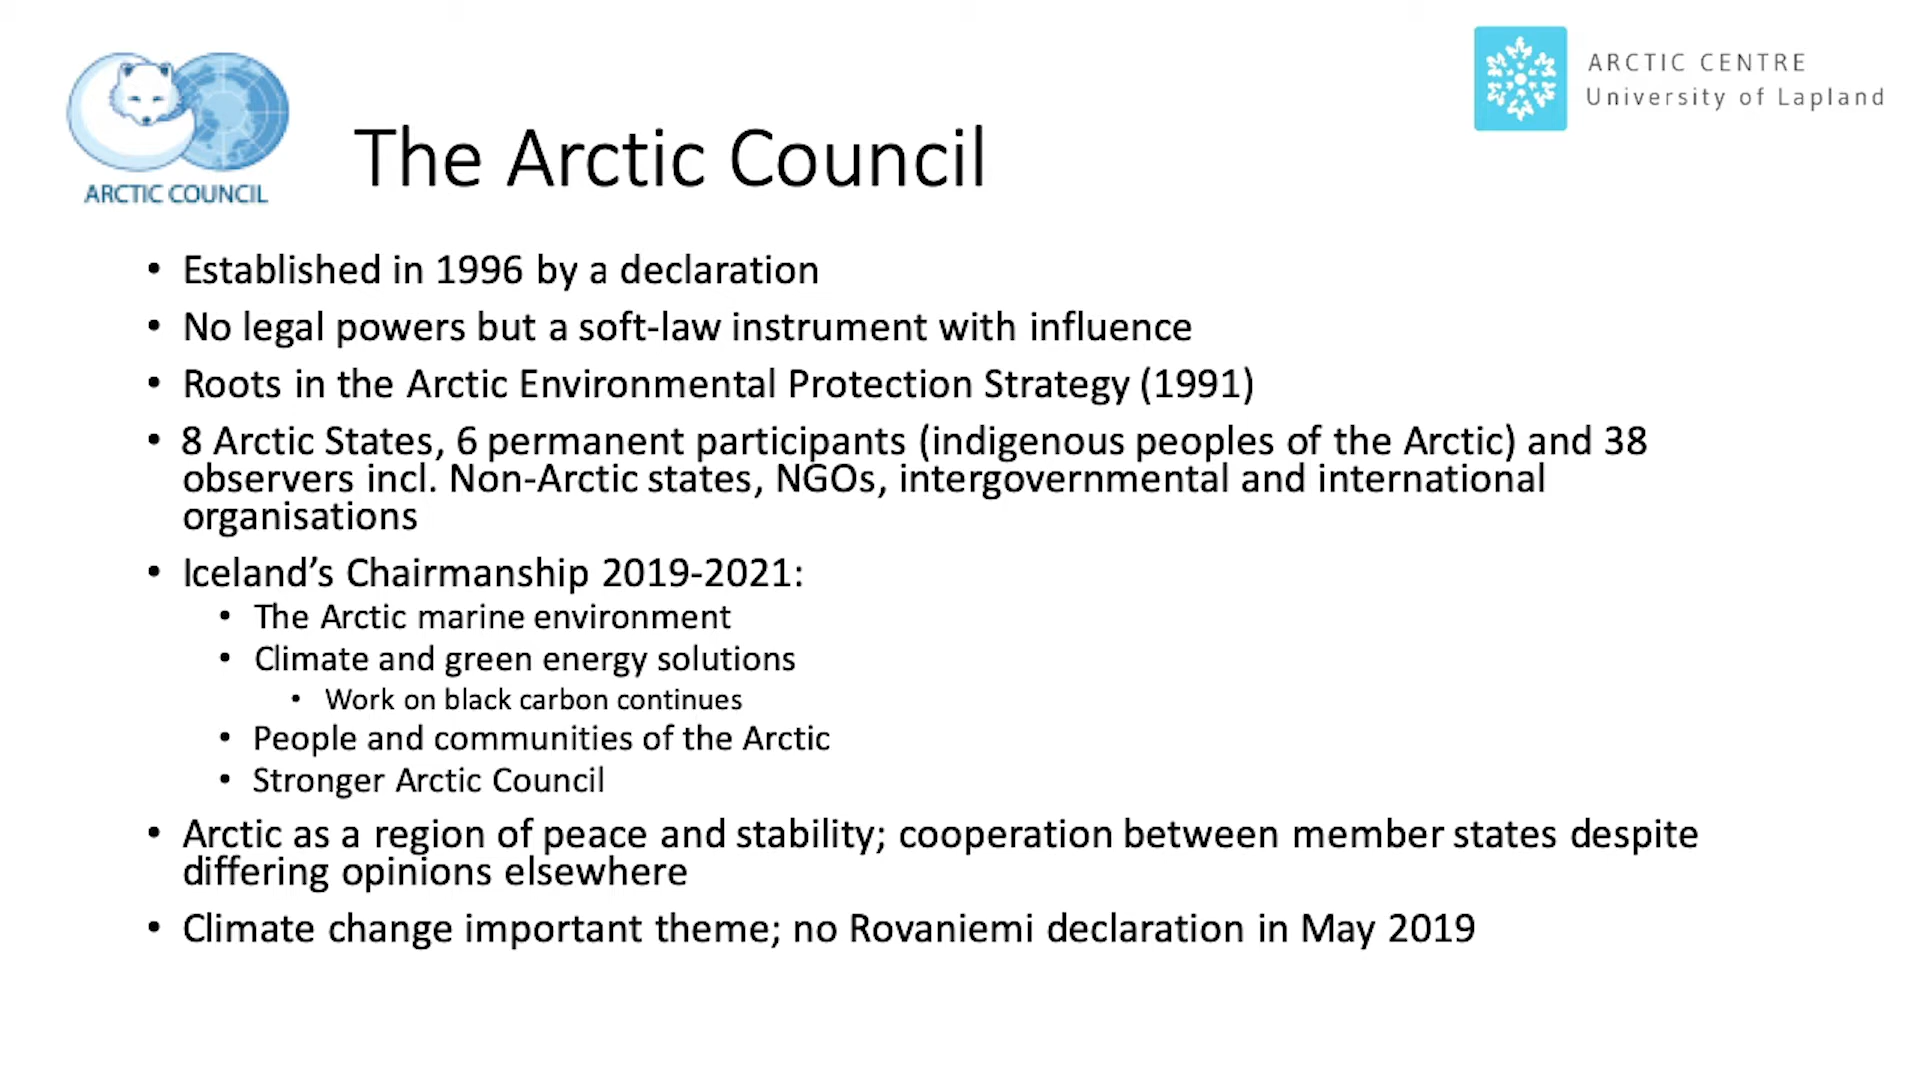 ARCTIC COUNCIL
ARCTIC CENTRE
University of Lapland
The Arctic Council
• Established in 1996 by a declaration
• No legal powers but a soft-law instrument with influence
• Roots in the Arctic Environmental Protection Strategy (1991)
• 8 Arctic States, 6 permanent participants (indigenous peoples of the Arctic) and 38
observers incl. Non-Arctic states, NGOs, intergovernmental and international
organisations
• Iceland’s Chairmanship 2019-2021:
• The Arctic marine environment
• Climate and green energy solutions
• Work on black carbon continues
• People and communities of the Arctic
• Stronger Arctic Council
• Arctic as a region of peace and stability; cooperation between member states despite
differing opinions elsewhere
• Climate change important theme; no Rovaniemi declaration in May 2019